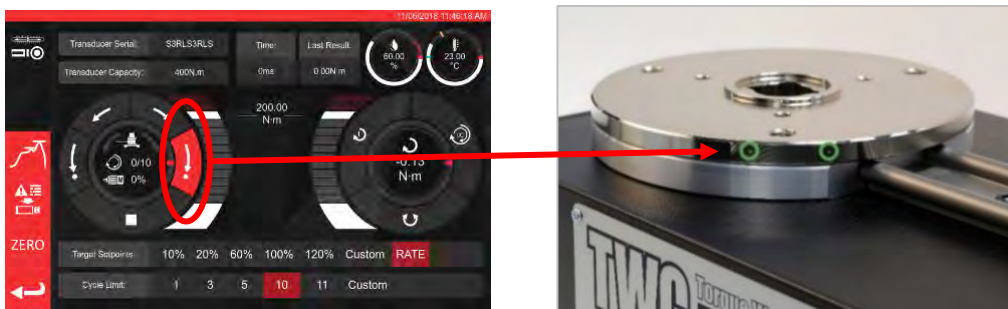 11/06/2018 11:46:18 AM
Transducer Serial: S3RLS3RLS Time: Last Result:
60.00 % 23.00 °C
Transducer Capacity: 400N.m 0ms 0.00N m
200.00
N·m
0/10
0%
-0.13
N·m
ZERO
Target Setpoints 10% 20% 60% 100% 120% Custom RATE
Cycle Limit: 1 3 5 10 11 Custom
TWC
Torque W